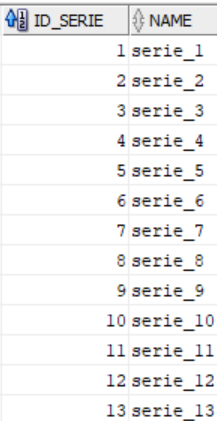 ID_SERIE NAME
1 serie_1
2 serie_2
3 serie_3
4 serie_4
5 serie_5
6 serie_6
7 serie_7
8 serie_8
9 serie_9
10 serie_10
11 serie_11
12 serie_12
13 serie_13